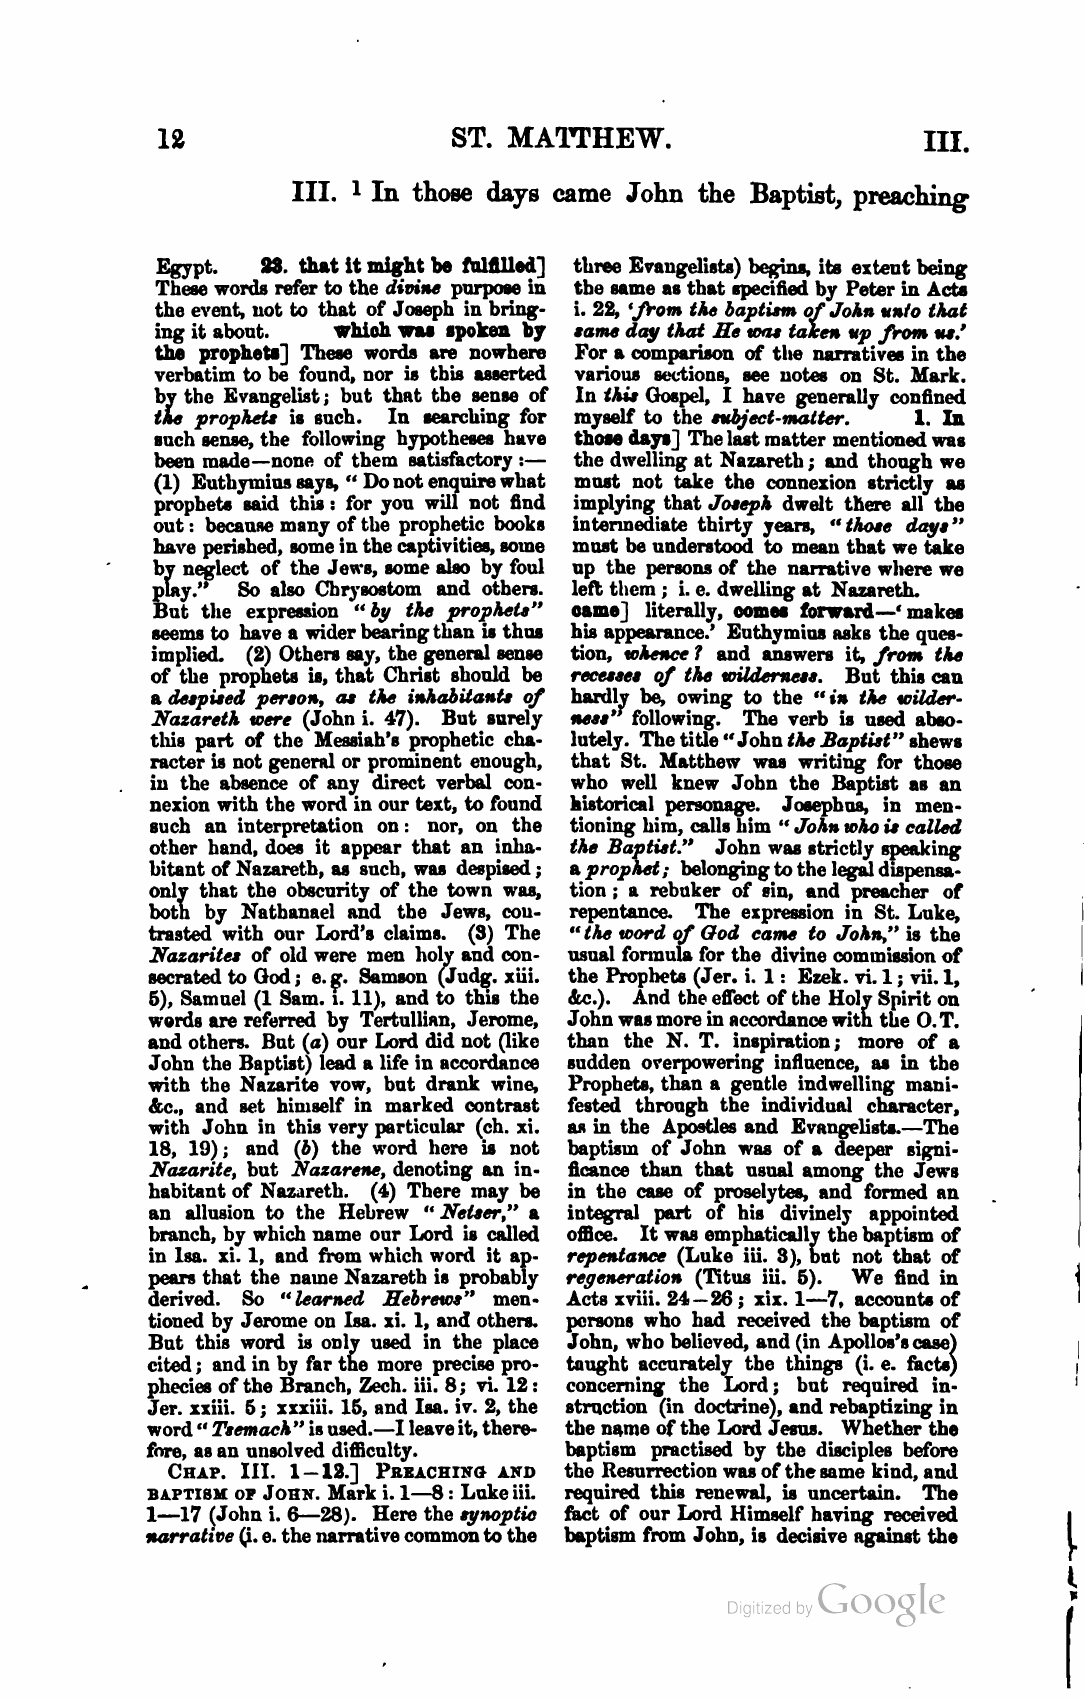 12 ST. MATTHEW. III.
III. 1 In those days came John the Baptist, preaching
Egypt. 23. that it might be fulfilled]
These words refer to the divine purpose in
the event, not to that of Joseph in bring-
ing it about. which was spoken by
the prophets] These words are nowhere
verbatim to be found, nor is this asserted
by the Evangelist; but that the sense of
the prophets is such. In searching for
such sense, the following hypotheses have
been made—none of them satisfactory :—
(1) Euthymius says, “ Do not enquire what
prophets said this : for you will not find
out : because many of the prophetic books
have perished, some in the captivities, some
by neglect of the Jews, some also by foul
play.” So also Chrysostom and others.
But the expression “by the prophets”
seems to have a wider bearing than is thus
implied. (2) Others say, the general sense
of the prophets is, that Christ should be
a despised person, as the inhabitants of
Nazareth were (John i. 47). But surely
this part of the Messiah's prophetic cha-
racter is not general or prominent enough,
in the absence of any direct verbal con-
nexion with the word in our text, to found
such an interpretation on : nor, on the
other hand, does it appear that an inha-
bitant of Nazareth, as such, was despised ;
only that the obscurity of the town was,
both by Nathanael and the Jews, con-
trasted with our Lord's claims. (3) The
Nazarites of old were men holy and con-
secrated to God ; e. g. Samson (Judg. xiii.
5), Samuel (1 Sam. i. 11), and to this the
words are referred by Tertullian, Jerome,
and others. But (a) our Lord did not (like
John the Baptist) lead a life in accordance
with the Nazarite vow, but drank wine,
&c., and set himself in marked contrast
with John in this very particular (ch. xi.
18, 19) ; and (b) the word here is not
Nazarite, but Nazarene, denoting an in-
habitant of Nazareth. (4) There may be
an allusion to the Hebrew “ Netser,” a
branch, by which name our Lord is called
in Isa. xi. 1, and from which word it ap-
pears that the name Nazareth is probably
derived. So “learned Hebrews” men-
tioned by Jerome on Isa. xi. 1, and others.
But this word is only used in the place
cited ; and in by far the more precise pro-
phecies of the Branch, Zech. iii. 8 ; vi. 12 :
Jer. xxiii. 5 ; xxxiii. 15, and Isa. iv. 2, the
word “ Tsemach” is used.—I leave it, there-
fore, as an unsolved difficulty.
CHAP. III. 1–12.] PREACHING AND
BAPTISM OF JOHN. Mark i. 1—8 : Luke iii.
1—17 (John i. 6—28). Here the synoptic
narrative (i. e. the narrative common to the
three Evangelists) begins, its extent being
the same as that specified by Peter in Acts
i. 22, ‘from the baptism of John unto that
same day that He was taken up from us.’
For a comparison of the narratives in the
various sections, see notes on St. Mark.
In this Gospel, I have generally confined
myself to the subject-matter. 1. In
those days] The last matter mentioned was
the dwelling at Nazareth ; and though we
must not take the connexion strictly as
implying that Joseph dwelt there all the
intermediate thirty years, “those days”
must be understood to mean that we take
up the persons of the narrative where we
left them ; i. e. dwelling at Nazareth.
came] literally, comes forward—‘ makes
his appearance.’ Euthymius asks the ques-
tion, whence ? and answers it, from the
recesses of the wilderness. But this can
hardly be, owing to the “in the wilder-
ness” following. The verb is used abso-
lutely. The title “John the Baptist” shews
that St. Matthew was writing for those
who well knew John the Baptist as an
historical personage. Josephus, in men-
tioning him, calls him “ John who is called
the Baptist.” John was strictly speaking
a prophet ; belonging to the legal dispensa-
tion ; a rebuker of sin, and preacher of
repentance. The expression in St. Luke,
“the word of God came to John,” is the
usual formula for the divine commission of
the Prophets (Jer. i. 1 : Ezek. vi. 1 ; vii. 1,
&c.). And the effect of the Holy Spirit on
John was more in accordance with the O. T.
than the N. T. inspiration; more of a
sudden overpowering influence, as in the
Prophets, than a gentle indwelling mani-
fested through the individual character,
as in the Apostles and Evangelists.—The
baptism of John was of a deeper signi-
ficance than that usual among the Jews
in the case of proselytes, and formed an
integral part of his divinely appointed
office. It was emphatically the baptism of
repentance (Luke iii. 3), but not that of
regeneration (Titus iii. 5). We find in
Acts xviii. 24–26 ; xix. 1—7, accounts of
persons who had received the baptism of
John, who believed, and (in Apollos's case)
taught accurately the things (i. e. facts)
concerning the Lord; but required in-
struction (in doctrine), and rebaptizing in
the name of the Lord Jesus. Whether the
baptism practised by the disciples before
the Resurrection was of the same kind, and
required this renewal, is uncertain. The
fact of our Lord Himself having received
baptism from John, is decisive against the
Digitized by Google